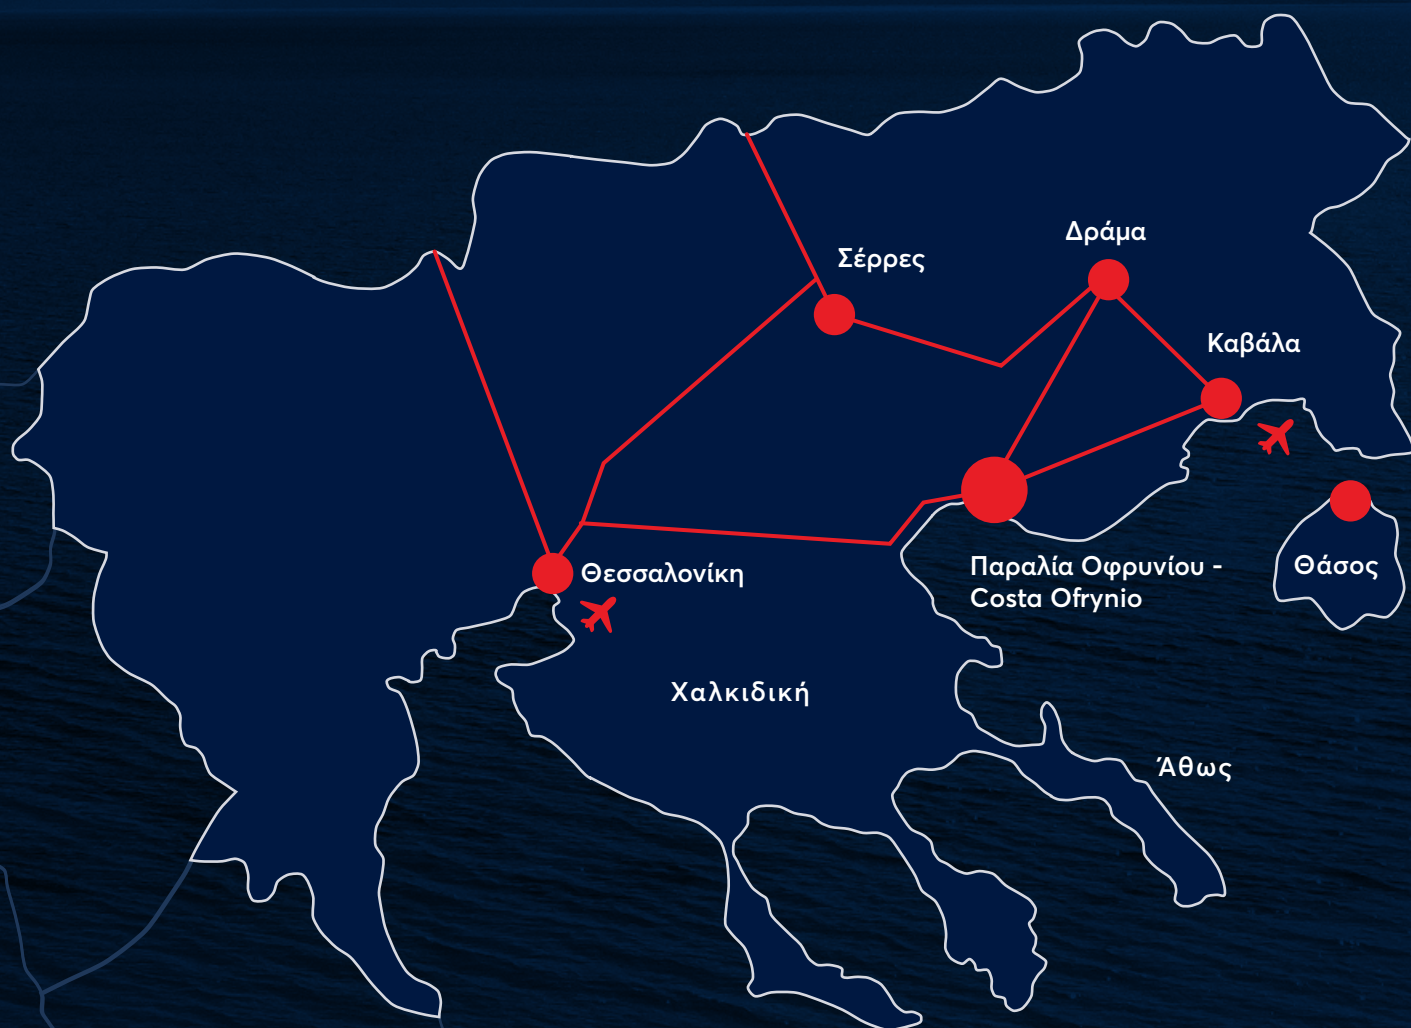 Δράμα
Σέρρες
Καβάλα
Παραλία Οφρυνίου -
Costa Ofrynio
Θάσος
Θεσσαλονίκη
Χαλκιδική
Άθως